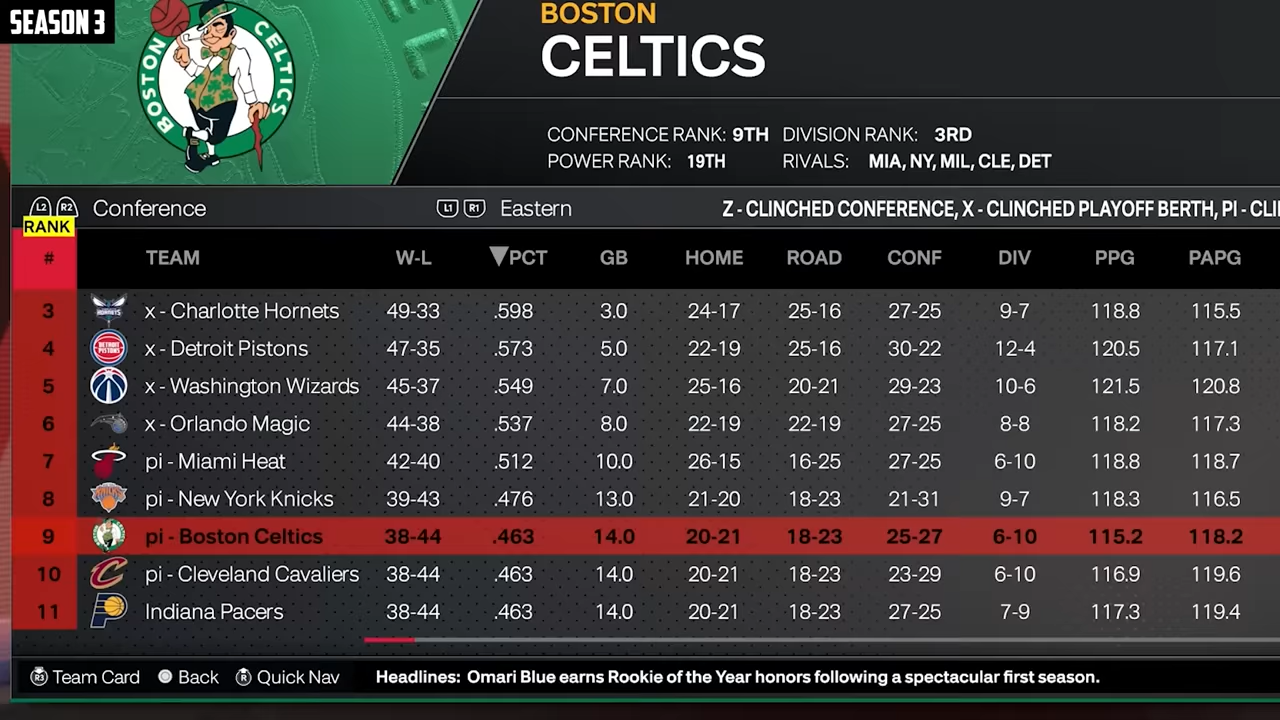 SEASON 3
BOSTON CELTICS
BOSTON
CELTICS
CONFERENCE RANK: 9TH DIVISION RANK: 3RD
POWER RANK: 19TH RIVALS: MIA, NY, MIL, CLE, DET
L2 R2 Conference L1 R1 Eastern Z - CLINCHED CONFERENCE, X - CLINCHED PLAYOFF BERTH, PI - CLI
RANK
# TEAM W-L ▼PCT GB HOME ROAD CONF DIV PPG PAPG
3 HORNETS x - Charlotte Hornets 49-33 .598 3.0 24-17 25-16 27-25 9-7 118.8 115.5
4 DETROIT PISTONS x - Detroit Pistons 47-35 .573 5.0 22-19 25-16 30-22 12-4 120.5 117.1
5 x - Washington Wizards 45-37 .549 7.0 25-16 20-21 29-23 10-6 121.5 120.8
6 x - Orlando Magic 44-38 .537 8.0 22-19 22-19 27-25 8-8 118.2 117.3
7 pi - Miami Heat 42-40 .512 10.0 26-15 16-25 27-25 6-10 118.8 118.7
8 pi - New York Knicks 39-43 .476 13.0 21-20 18-23 21-31 9-7 118.3 116.5
9 pi - Boston Celtics 38-44 .463 14.0 20-21 18-23 25-27 6-10 115.2 118.2
10 pi - Cleveland Cavaliers 38-44 .463 14.0 20-21 18-23 23-29 6-10 116.9 119.6
11 Indiana Pacers 38-44 .463 14.0 20-21 18-23 27-25 7-9 117.3 119.4
R3 Team Card Back R Quick Nav Headlines: Omari Blue earns Rookie of the Year honors following a spectacular first season.